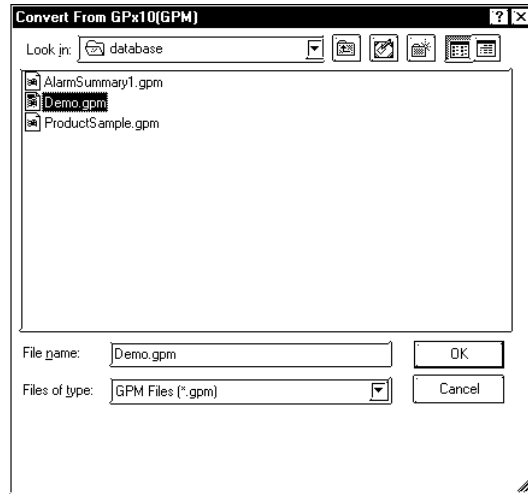 Convert From GPx10(GPM)
Look in: database
AlarmSummary1.gpm
Demo.gpm
ProductSample.gpm
File name: Demo.gpm OK
Files of type: GPM Files (*.gpm) Cancel